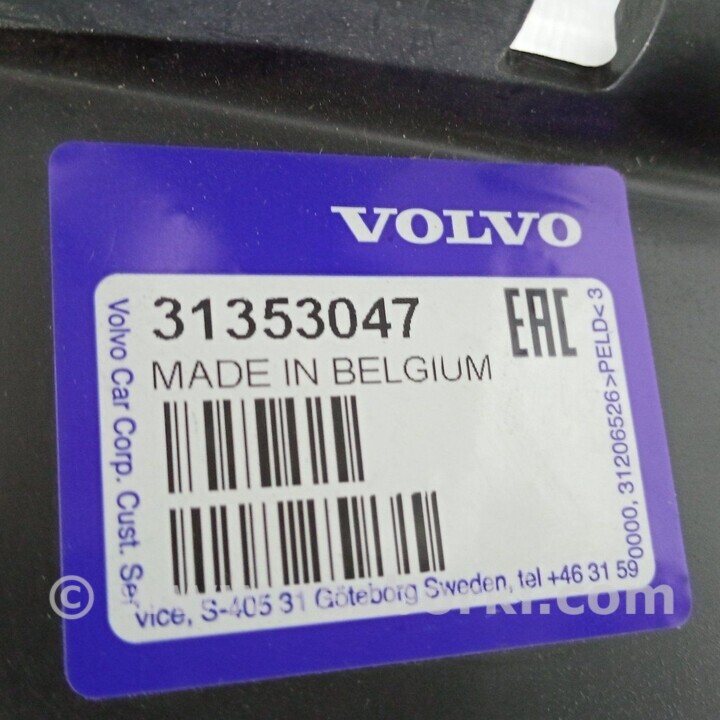 VOLVO
31353047
EAC
MADE IN BELGIUM
Volvo Car Corp. Cust. Service, S-405 31 Göteborg Sweden, tel +46 31 59 0000, 31206526>PELD<3
©
.com